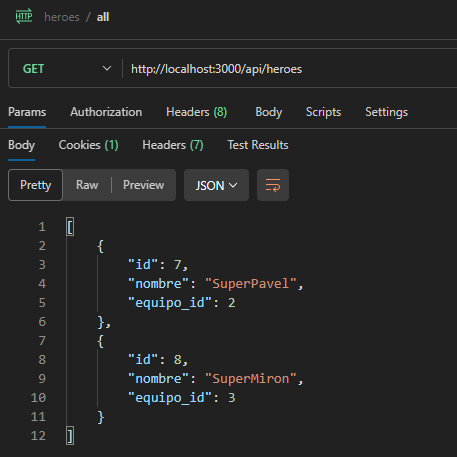 HTTP heroes / all
GET http://localhost:3000/api/heroes
Params Authorization Headers (8) Body Scripts Settings
Body Cookies (1) Headers (7) Test Results
Pretty Raw Preview JSON
1 [
2 {
3 "id": 7,
4 "nombre": "SuperPavel",
5 "equipo_id": 2
6 },
7 {
8 "id": 8,
9 "nombre": "SuperMiron",
10 "equipo_id": 3
11 }
12 ]